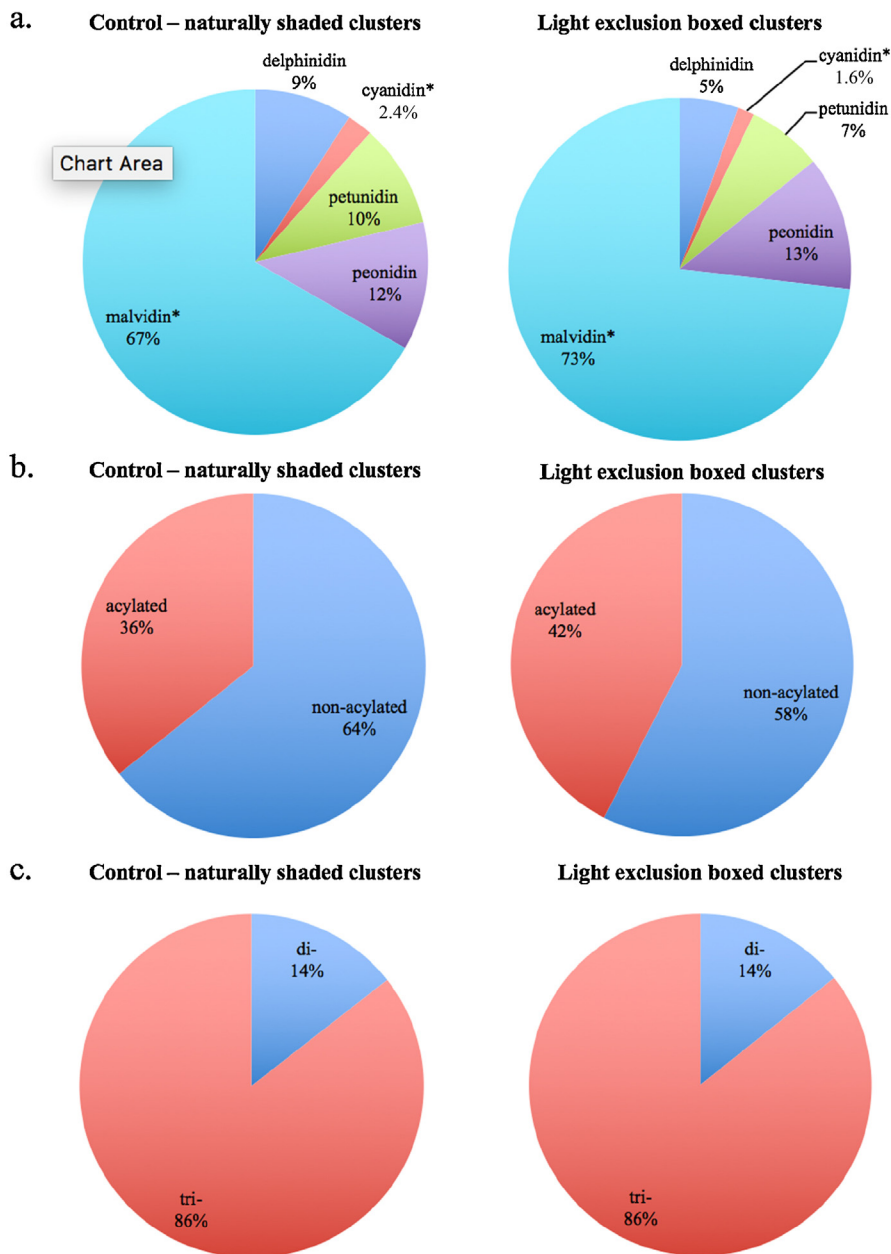 a.
Control – naturally shaded clusters
Light exclusion boxed clusters
delphinidin
9%
cyanidin*
2.4%
Chart Area
petunidin
10%
peonidin
12%
malvidin*
67%
delphinidin
5%
cyanidin*
1.6%
petunidin
7%
peonidin
13%
malvidin*
73%
b.
Control – naturally shaded clusters
Light exclusion boxed clusters
acylated
36%
non-acylated
64%
acylated
42%
non-acylated
58%
c.
Control – naturally shaded clusters
Light exclusion boxed clusters
di-
14%
tri-
86%
di-
14%
tri-
86%